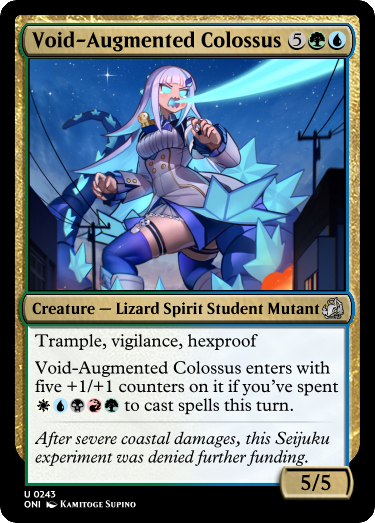 Void-Augmented Colossus 5
Creature — Lizard Spirit Student Mutant
Trample, vigilance, hexproof
Void-Augmented Colossus enters with
five +1/+1 counters on it if you've spent
to cast spells this turn.
After severe coastal damages, this Seijuku
experiment was denied further funding.
5/5
U 0243
ONI Kamitoge Supino